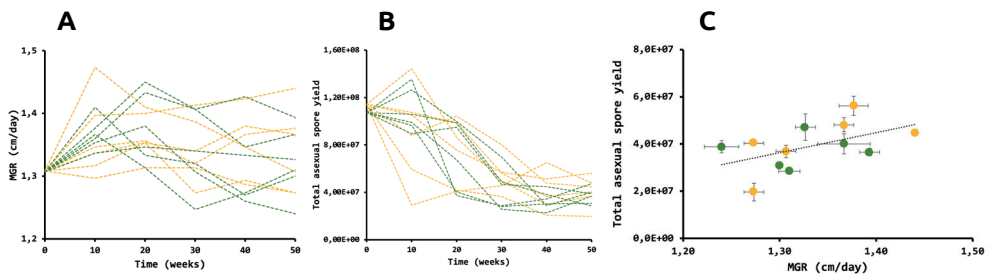 A
B
C
1,5
1,4
1,3
1,2
MGR (cm/day)
0
10
20
30
40
50
Time (weeks)
1,60E+08
1,20E+08
8,00E+07
4,00E+07
0,00E+00
Total asexual spore yield
0
10
20
30
40
50
Time (weeks)
8,0E+07
6,0E+07
4,0E+07
2,0E+07
0,0E+00
Total asexual spore yield
1,20
1,30
1,40
1,50
MGR (cm/day)